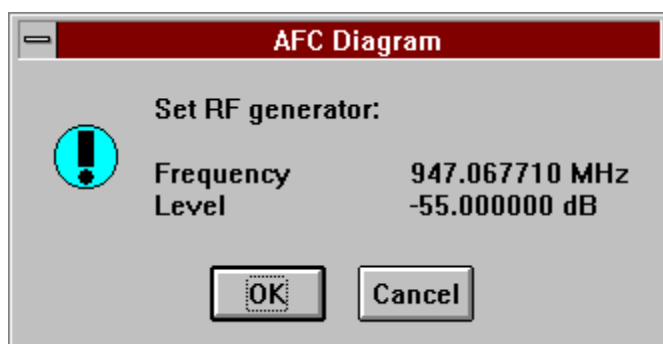 AFC Diagram
Set RF generator:
Frequency 947.067710 MHz
Level -55.000000 dB
OK Cancel